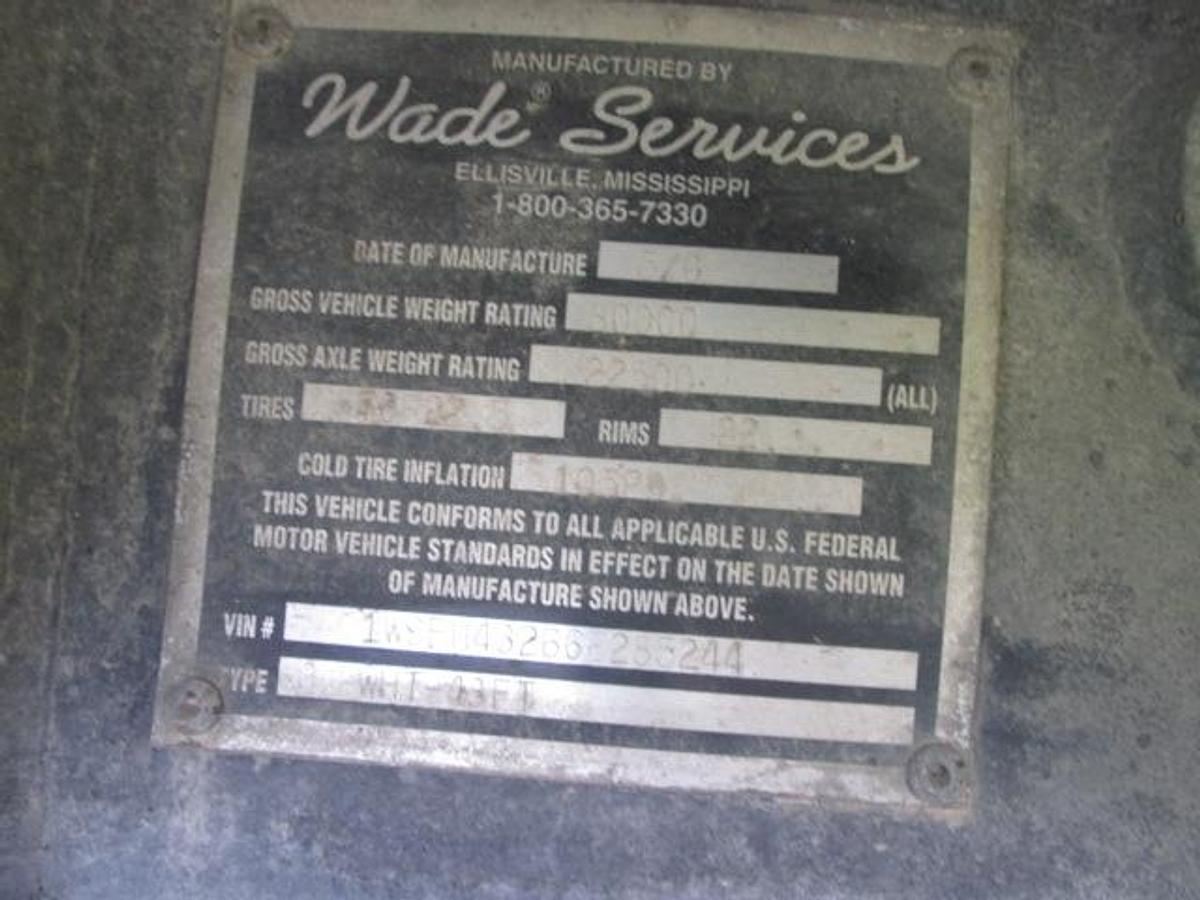 MANUFACTURED BY
Wade® Services
ELLISVILLE, MISSISSIPPI
1-800-365-7330
DATE OF MANUFACTURE
GROSS VEHICLE WEIGHT RATING
GROSS AXLE WEIGHT RATING (ALL)
TIRES RIMS
COLD TIRE INFLATION
THIS VEHICLE CONFORMS TO ALL APPLICABLE U.S. FEDERAL
MOTOR VEHICLE STANDARDS IN EFFECT ON THE DATE SHOWN
OF MANUFACTURE SHOWN ABOVE.
VIN #
TYPE